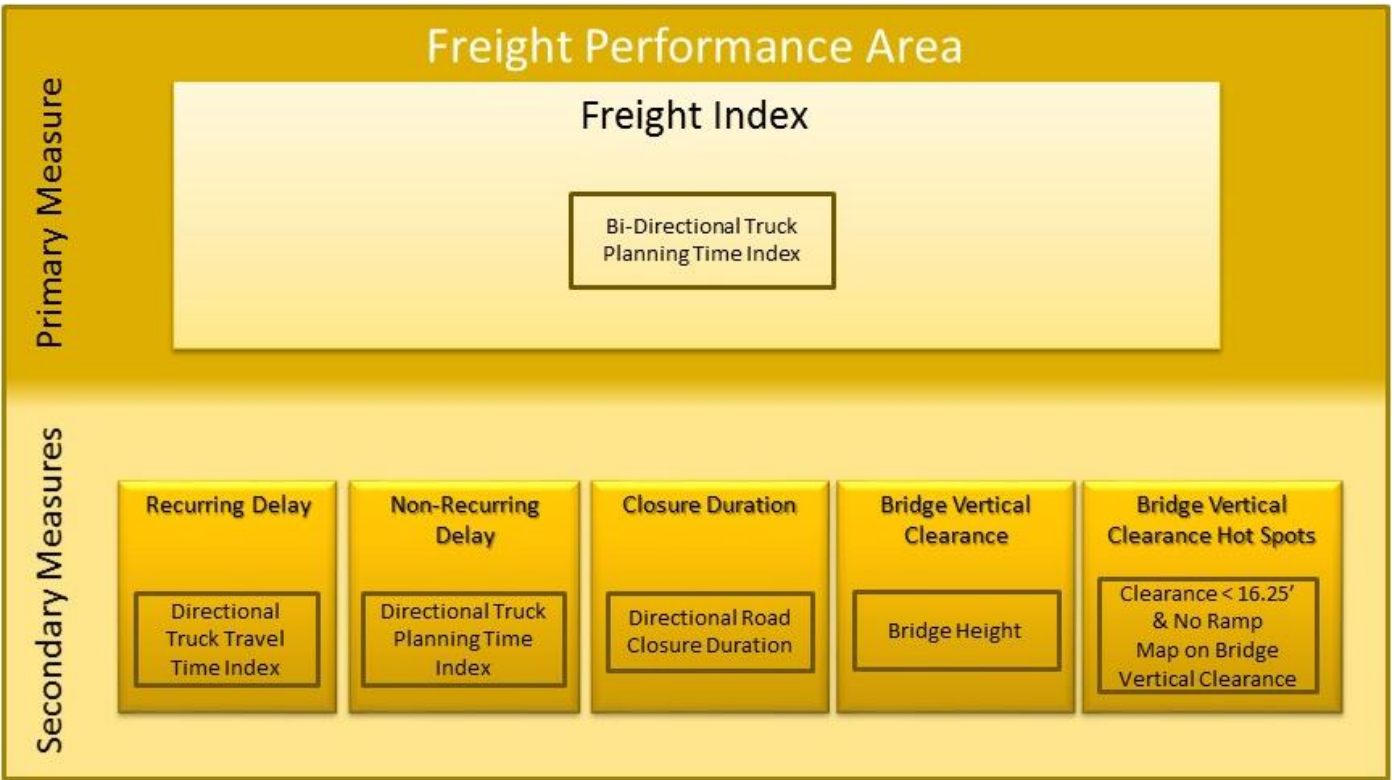 Freight Performance Area
Primary Measure
Freight Index
Bi-Directional Truck
Planning Time Index
Secondary Measures
Recurring Delay
Directional
Truck Travel
Time Index
Non-Recurring
Delay
Directional Truck
Planning Time
Index
Closure Duration
Directional Road
Closure Duration
Bridge Vertical
Clearance
Bridge Height
Bridge Vertical
Clearance Hot Spots
Clearance < 16.25’
& No Ramp
Map on Bridge
Vertical Clearance